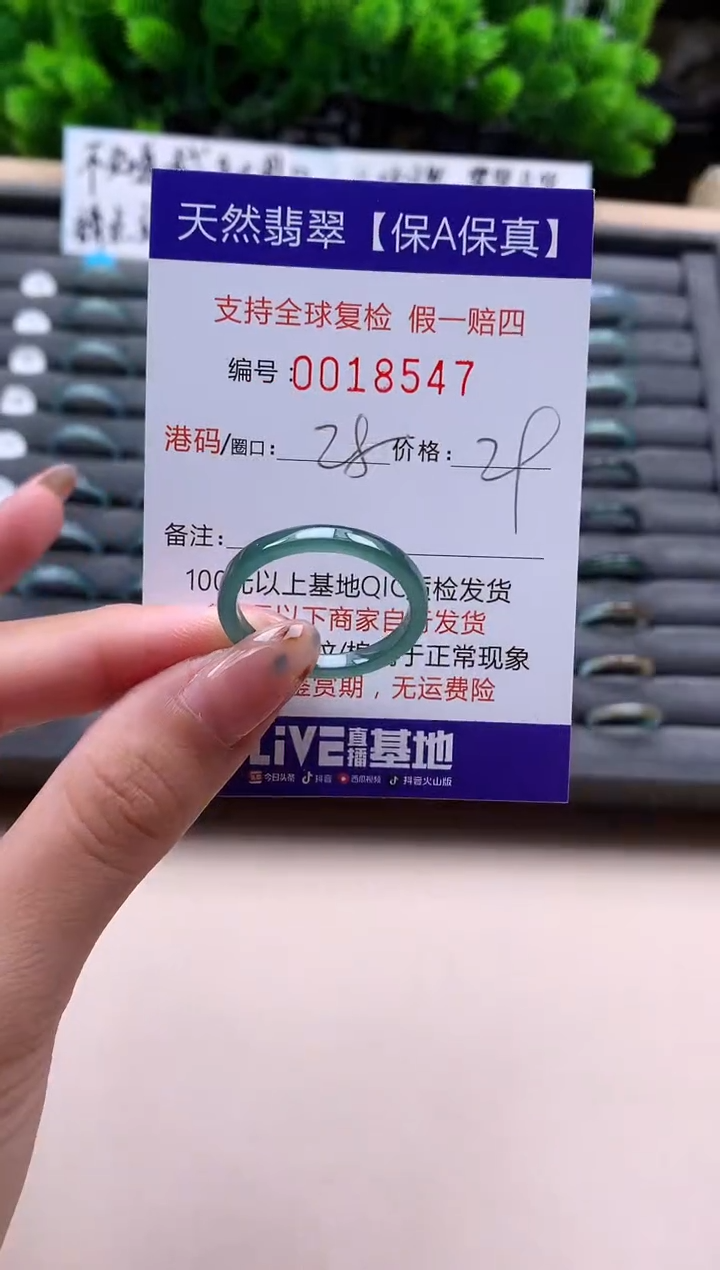 天然翡翠【保A保真】
支持全球复检 假一赔四
编号:0018547
港码/圈口: 28 价格: 29
备注:
100元以上基地QIC质检发货
以下商家自行发货
于正常现象
鉴赏期，无运费险
LiVE直播基地
今日头条 抖音 西瓜视频 抖音火山版